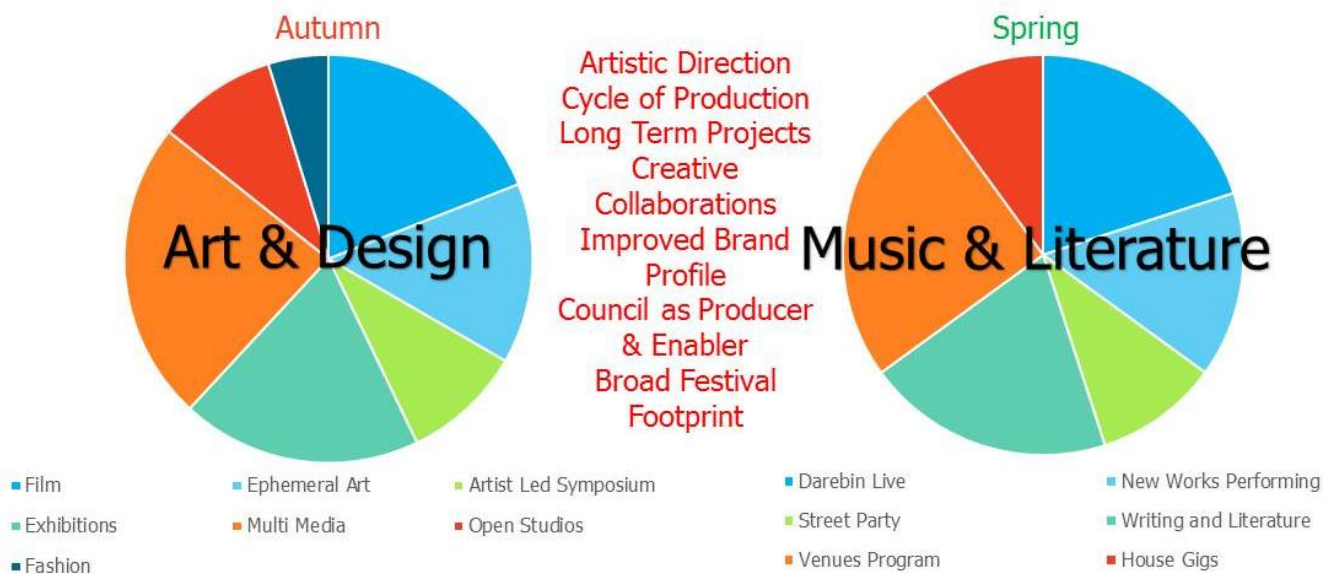 Autumn
Art & Design
Film
Ephemeral Art
Artist Led Symposium
Exhibitions
Multi Media
Open Studios
Fashion
Artistic Direction
Cycle of Production
Long Term Projects
Creative
Collaborations
Improved Brand
Profile
Council as Producer
& Enabler
Broad Festival
Footprint
Spring
Music & Literature
Darebin Live
New Works Performing
Street Party
Writing and Literature
Venues Program
House Gigs